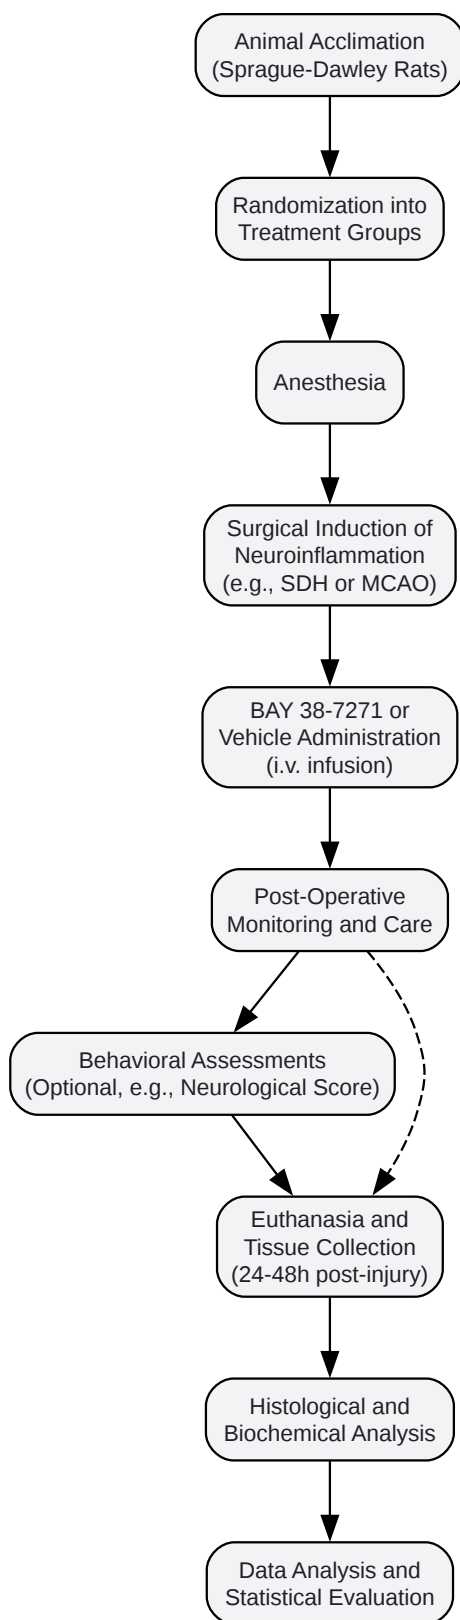 Animal Acclimation
(Sprague-Dawley Rats)
Randomization into
Treatment Groups
Anesthesia
Surgical Induction of
Neuroinflammation
(e.g., SDH or MCAO)
BAY 38-7271 or
Vehicle Administration
(i.v. infusion)
Post-Operative
Monitoring and Care
Behavioral Assessments
(Optional, e.g., Neurological Score)
Euthanasia and
Tissue Collection
(24-48h post-injury)
Histological and
Biochemical Analysis
Data Analysis and
Statistical Evaluation